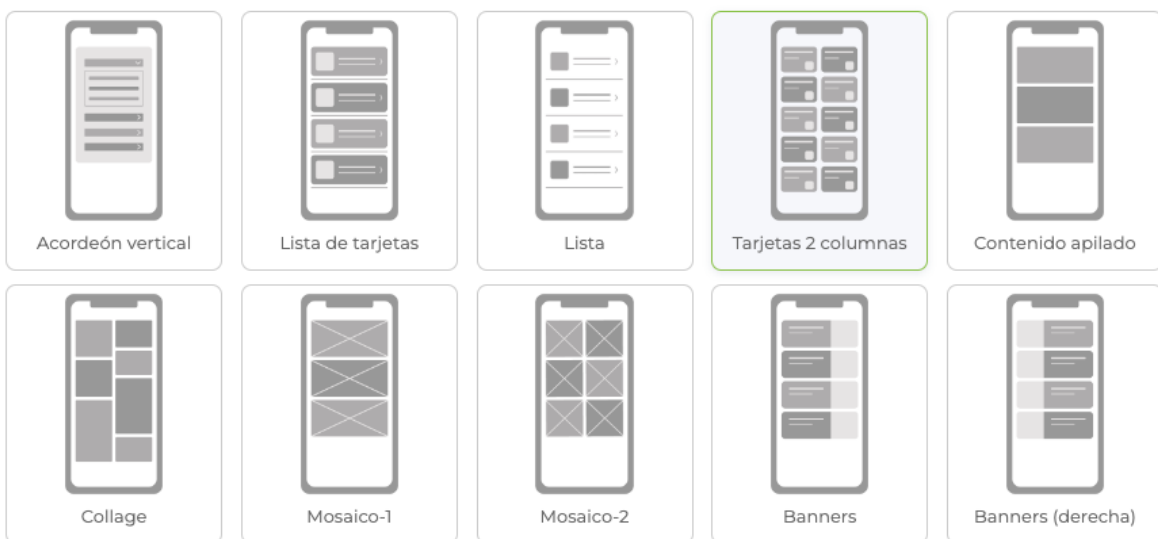 Acordeón vertical
Lista de tarjetas
Lista
Tarjetas 2 columnas
Contenido apilado
Collage
Mosaico-1
Mosaico-2
Banners
Banners (derecha)